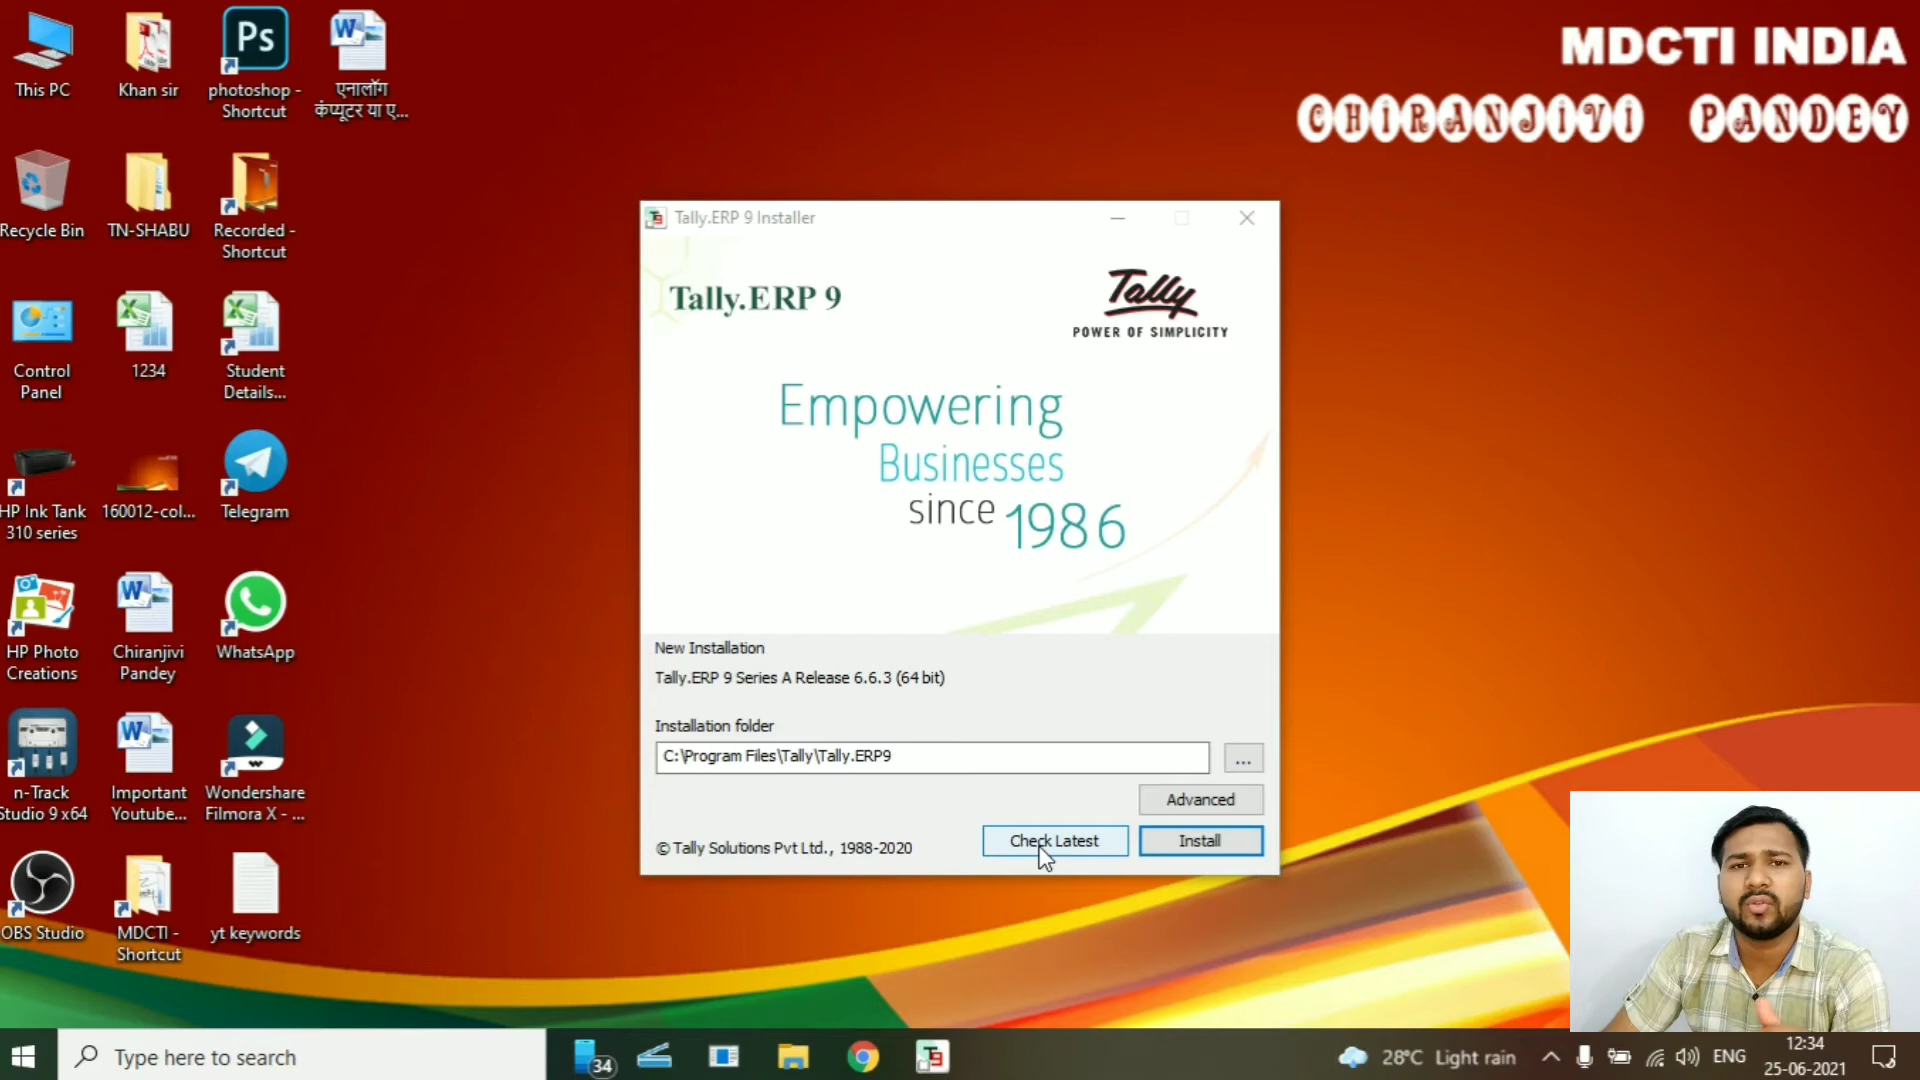 MDCTI INDIA
CHIRANJIVI PANDEY
This PC
Khan sir
photoshop -
Shortcut
एनालॉग
कंप्यूटर या ए...
Recycle Bin
TN-SHABU
Recorded -
Shortcut
Control
Panel
1234
Student
Details...
HP Ink Tank
310 series
160012-col...
Telegram
HP Photo
Creations
Chiranjivi
Pandey
WhatsApp
n-Track
Studio 9 x64
Important
Youtube...
Wondershare
Filmora X - ...
OBS Studio
MDCTI -
Shortcut
yt keywords
Ps
Tally.ERP 9 Installer
Tally.ERP 9
Tally
POWER OF SIMPLICITY
Empowering
Businesses
since 1986
New Installation
Tally.ERP 9 Series A Release 6.6.3 (64 bit)
Installation folder
C:\Program Files\Tally\Tally.ERP9
...
Advanced
© Tally Solutions Pvt Ltd., 1988-2020
Check Latest
Install
Type here to search
34
T9
28°C Light rain
ENG
12:34
25-06-2021